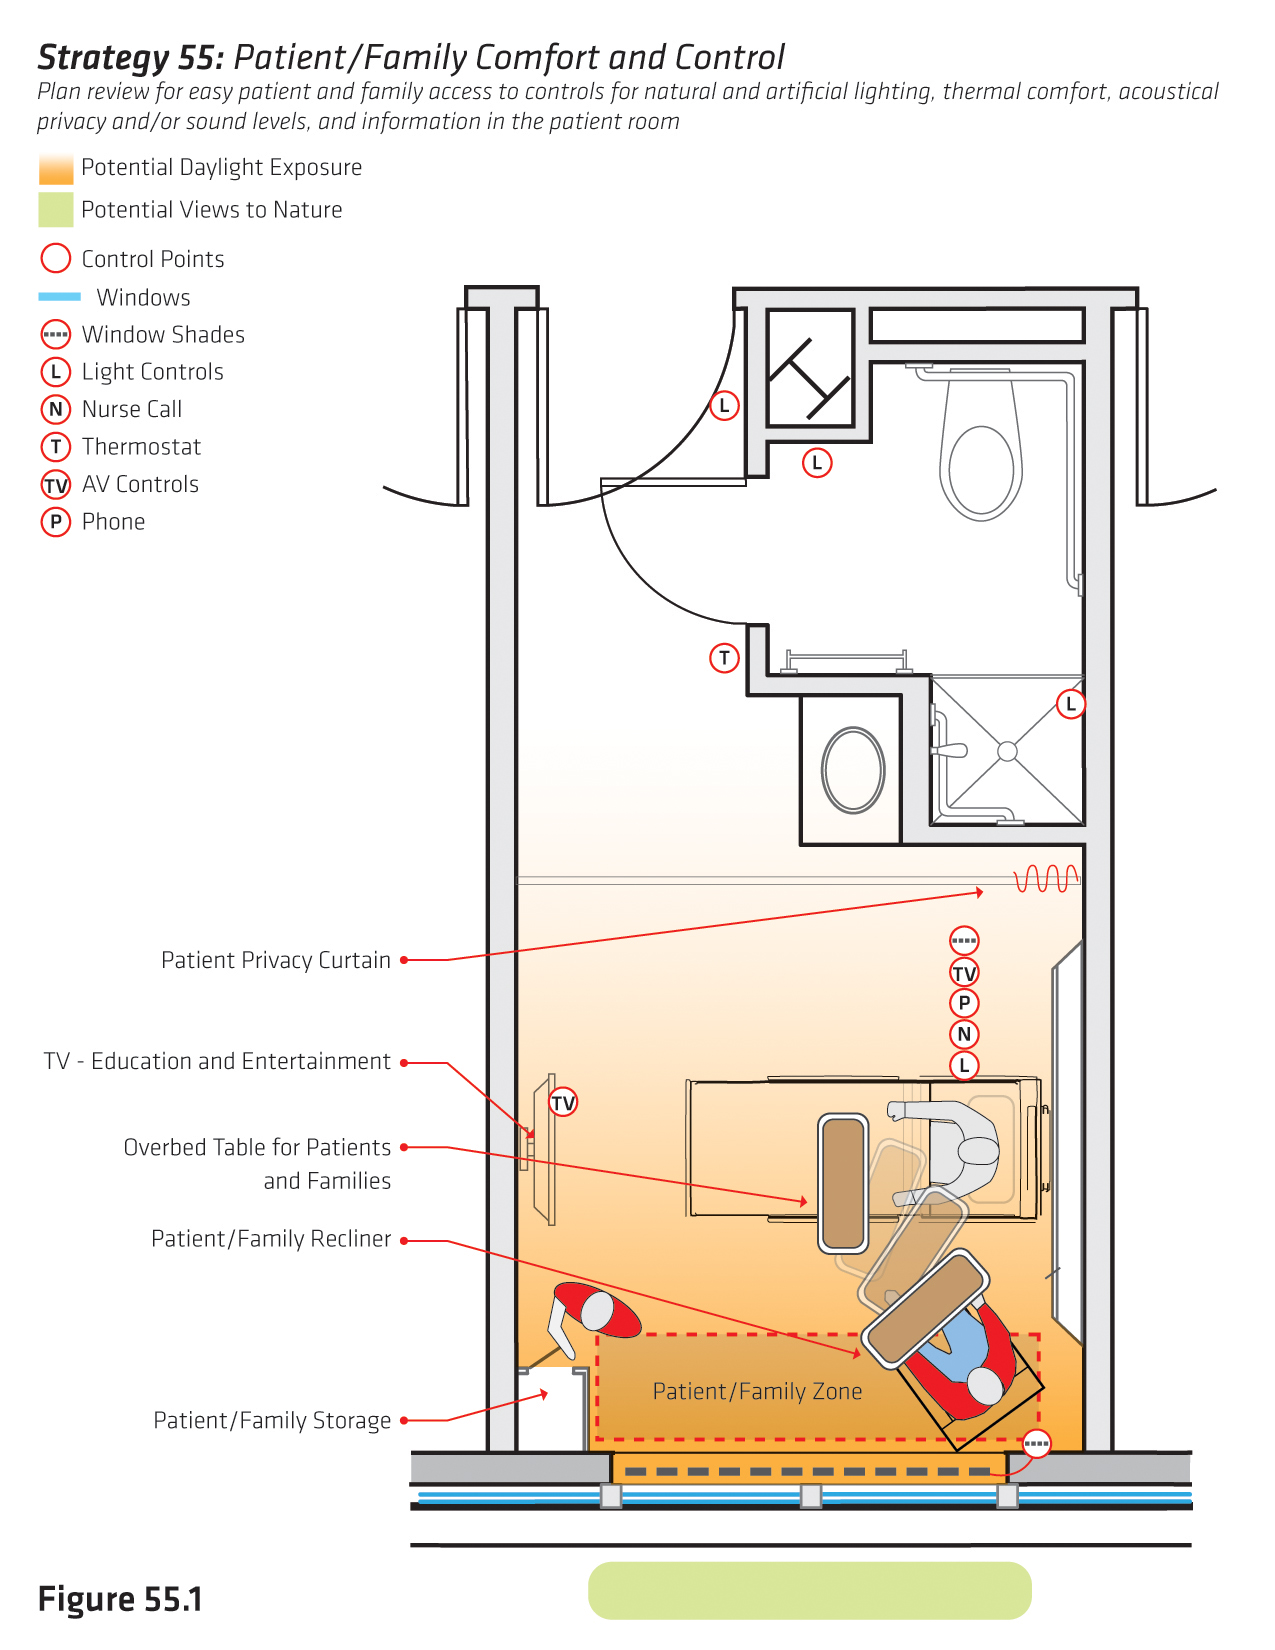 Strategy 55: Patient/Family Comfort and Control
Plan review for easy patient and family access to controls for natural and artificial lighting, thermal comfort, acoustical
privacy and/or sound levels, and information in the patient room
Potential Daylight Exposure
Potential Views to Nature
Control Points
Windows
Window Shades
L Light Controls
N Nurse Call
T Thermostat
TV AV Controls
P Phone
L
L
T
L
Patient Privacy Curtain
TV
P
N
L
TV - Education and Entertainment
TV
Overbed Table for Patients
and Families
Patient/Family Recliner
Patient/Family Zone
Patient/Family Storage
Figure 55.1